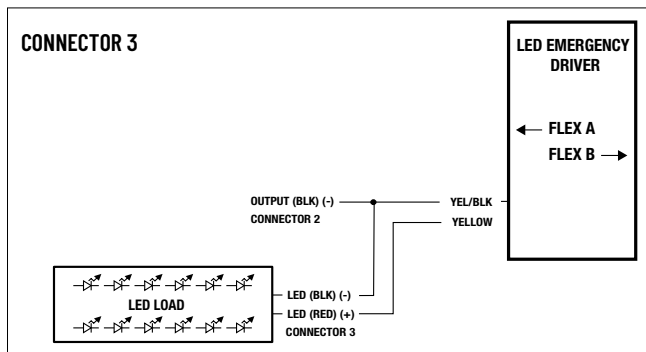 CONNECTOR 3
LED EMERGENCY
DRIVER
FLEX A
FLEX B
OUTPUT (BLK) (-)
YEL/BLK
CONNECTOR 2
YELLOW
LED LOAD
LED (BLK) (-)
LED (RED) (+)
CONNECTOR 3